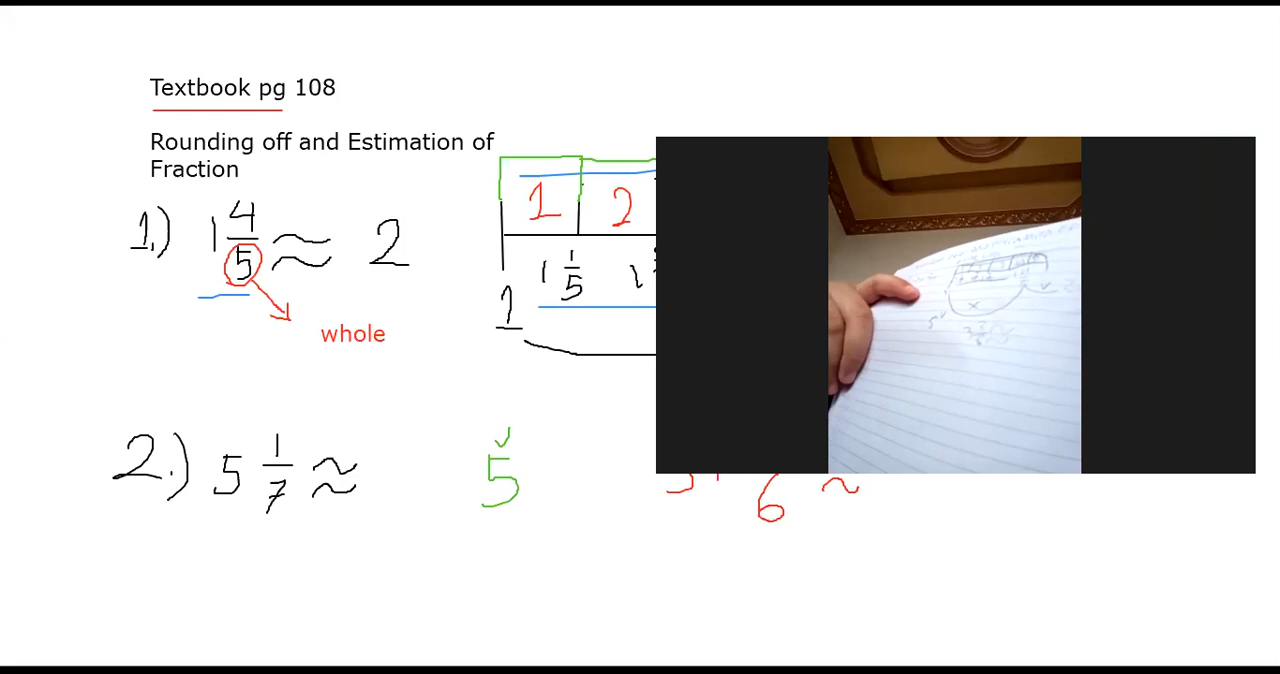 Textbook pg 108
Rounding off and Estimation of
Fraction
1.) 1 4/5 ≈ 2
whole
1 2
1 1/5 1
1
2.) 5 1/7 ≈ 5
6 ≈